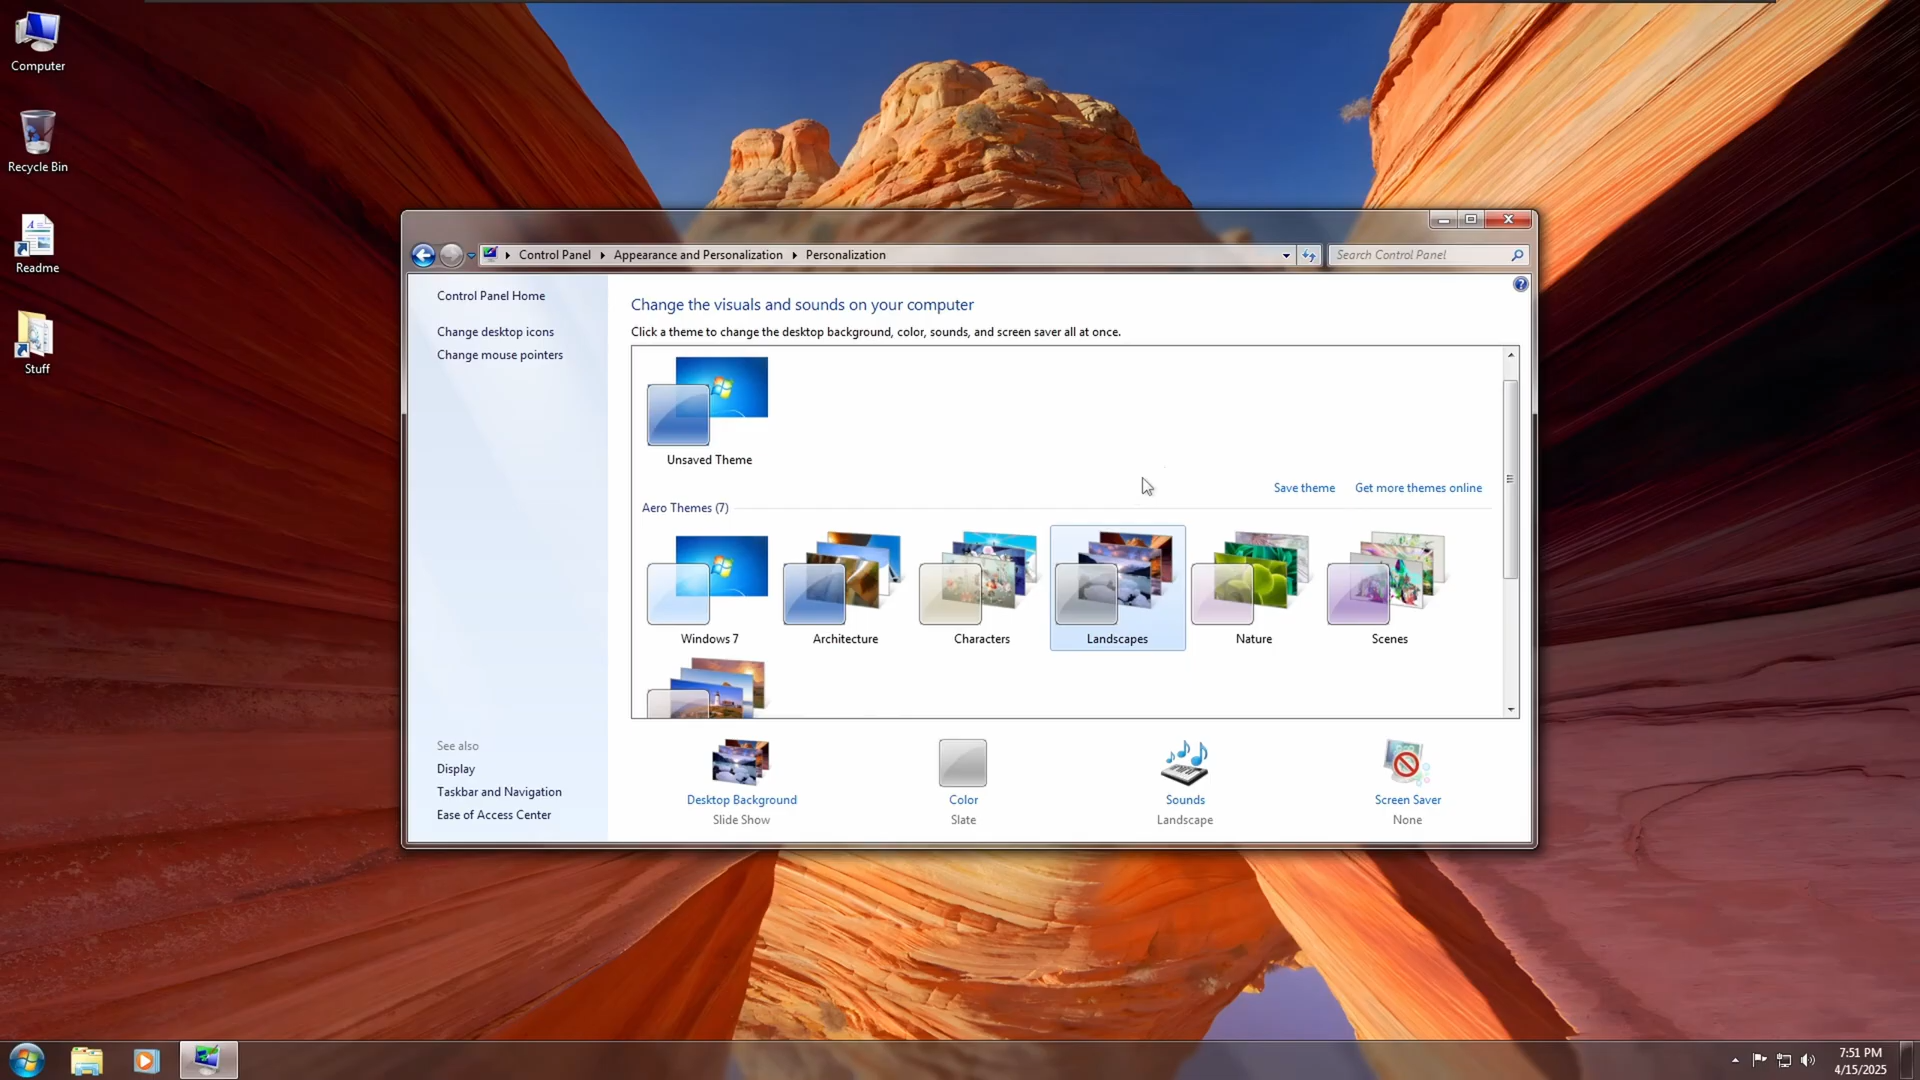 Computer
Recycle Bin
Readme
Stuff
Control Panel Appearance and Personalization Personalization
Search Control Panel
Control Panel Home
Change desktop icons
Change mouse pointers
See also
Display
Taskbar and Navigation
Ease of Access Center
Change the visuals and sounds on your computer
Click a theme to change the desktop background, color, sounds, and screen saver all at once.
Unsaved Theme
Save theme Get more themes online
Aero Themes (7)
Windows 7 Architecture Characters Landscapes Nature Scenes
Desktop Background Color Sounds Screen Saver
Slide Show Slate Landscape None
7:51 PM
4/15/2025